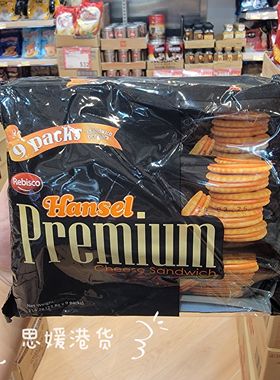 9 packs
Rebisco
Hansel
Premium
Cheese Sandwich
思媛港货